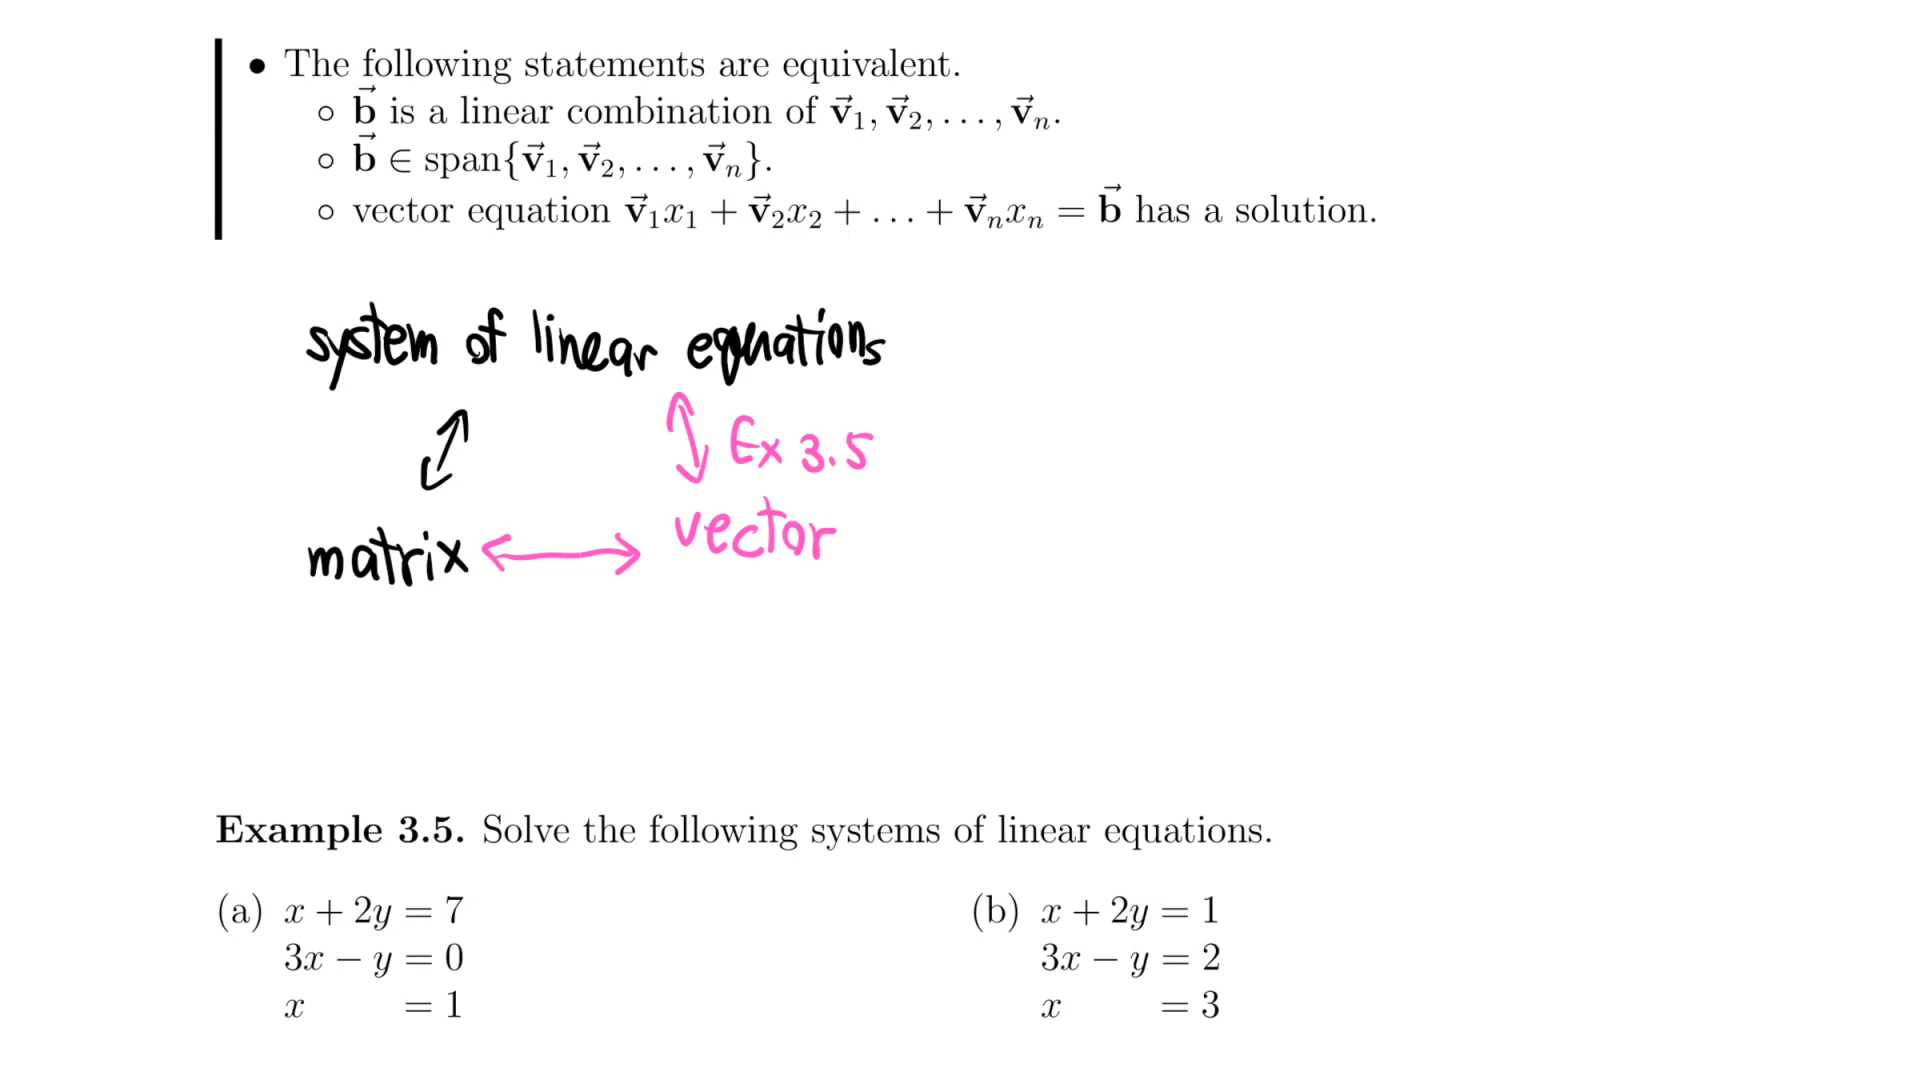 • The following statements are equivalent.
∘ b⃗ is a linear combination of v⃗₁, v⃗₂, . . . , v⃗ₙ.
∘ b⃗ ∈ span{v⃗₁, v⃗₂, . . . , v⃗ₙ}.
∘ vector equation v⃗₁x₁ + v⃗₂x₂ + . . . + v⃗ₙxₙ = b⃗ has a solution.
system of linear equations
Ex 3.5
matrix vector
Example 3.5. Solve the following systems of linear equations.
(a) x + 2y = 7
3x − y = 0
x = 1
(b) x + 2y = 1
3x − y = 2
x = 3